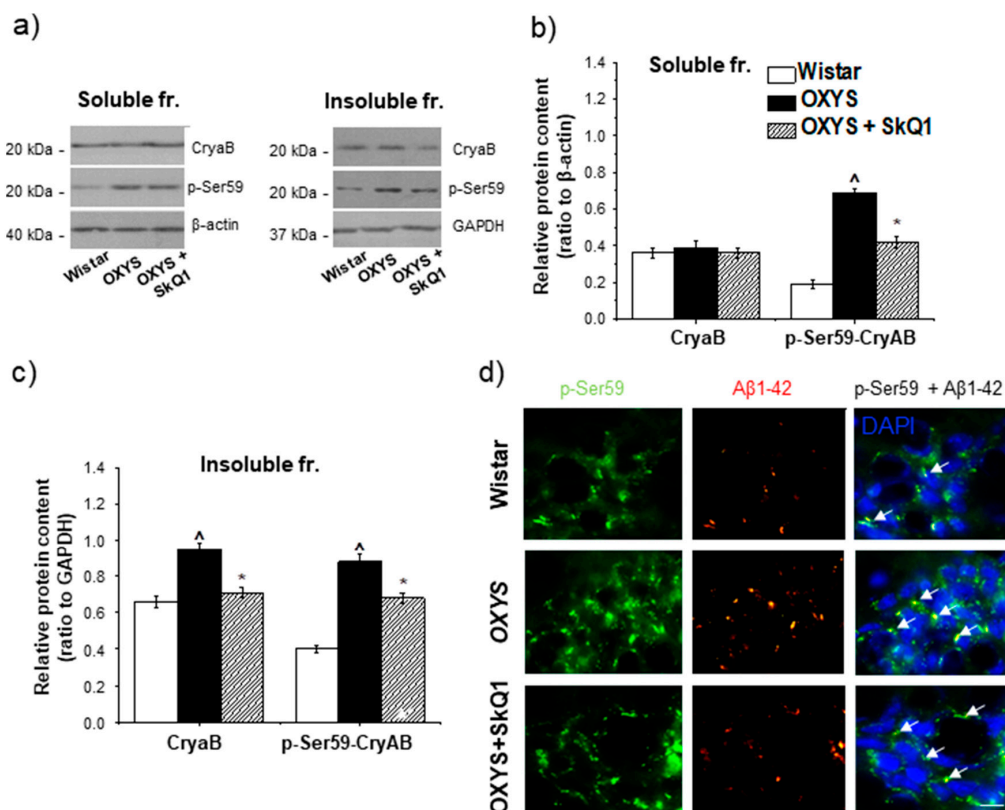 a)
Soluble fr.
Insoluble fr.
20 kDa -
CryaB
20 kDa -
p-Ser59
40 kDa -
β-actin
Wistar
OXYS
OXYS +
SkQ1
20 kDa -
CryaB
20 kDa -
p-Ser59
37 kDa -
GAPDH
Wistar
OXYS
OXYS +
SkQ1
b)
Soluble fr.
Wistar
OXYS
OXYS + SkQ1
Relative protein content
(ratio to β-actin)
1.4
1.2
1.0
0.8
0.6
0.4
0.2
0.0
^
*
CryaB
p-Ser59-CryAB
c)
Insoluble fr.
Relative protein content
(ratio to GAPDH)
1.4
1.2
1.0
0.8
0.6
0.4
0.2
0.0
^
*
^
*
CryaB
p-Ser59-CryAB
d)
p-Ser59
Aβ1-42
p-Ser59 + Aβ1-42
DAPI
Wistar
OXYS
OXYS+SkQ1